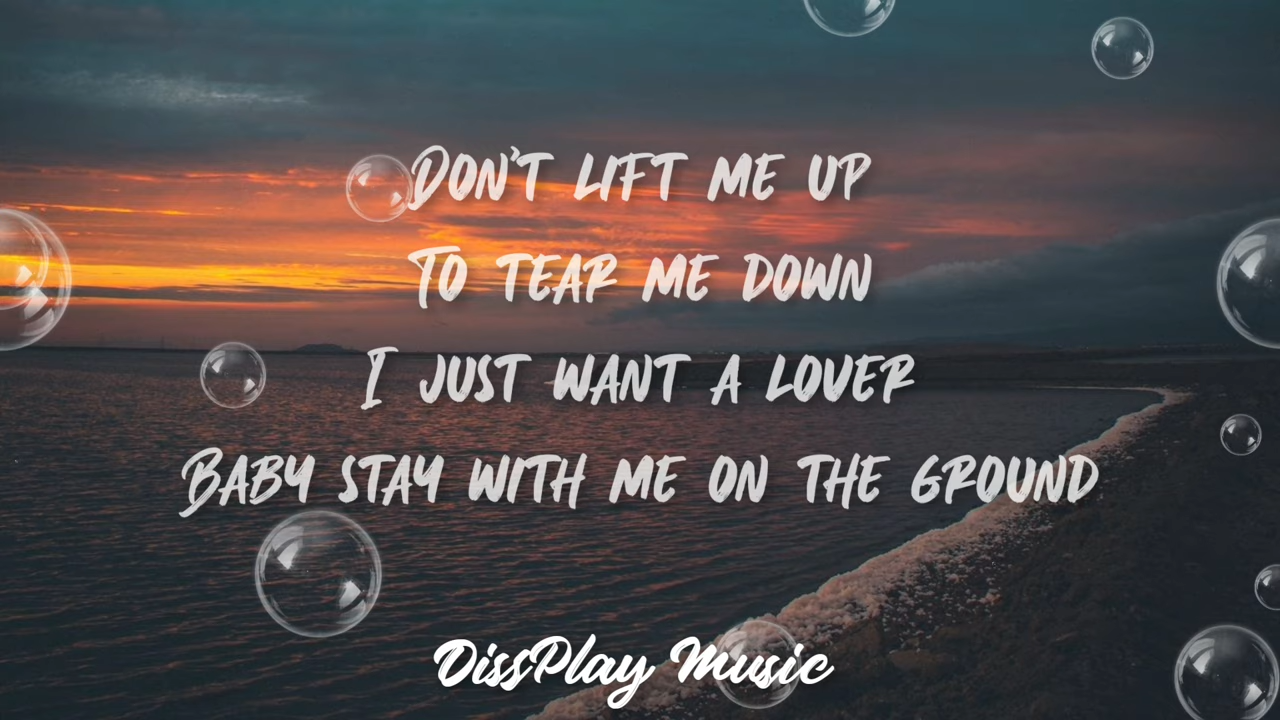 Don't lift me up
To tear me down
I just want a lover
Baby stay with me on the ground
DissPlay Music